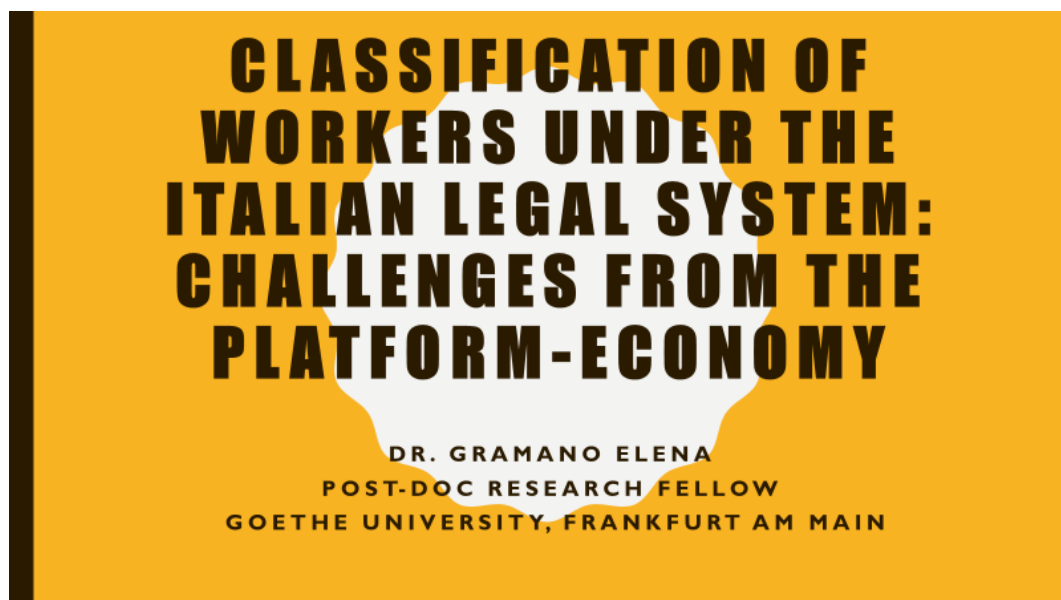 CLASSIFICATION OF
WORKERS UNDER THE
ITALIAN LEGAL SYSTEM:
CHALLENGES FROM THE
PLATFORM-ECONOMY
DR. GRAMANO ELENA
POST-DOC RESEARCH FELLOW
GOETHE UNIVERSITY, FRANKFURT AM MAIN